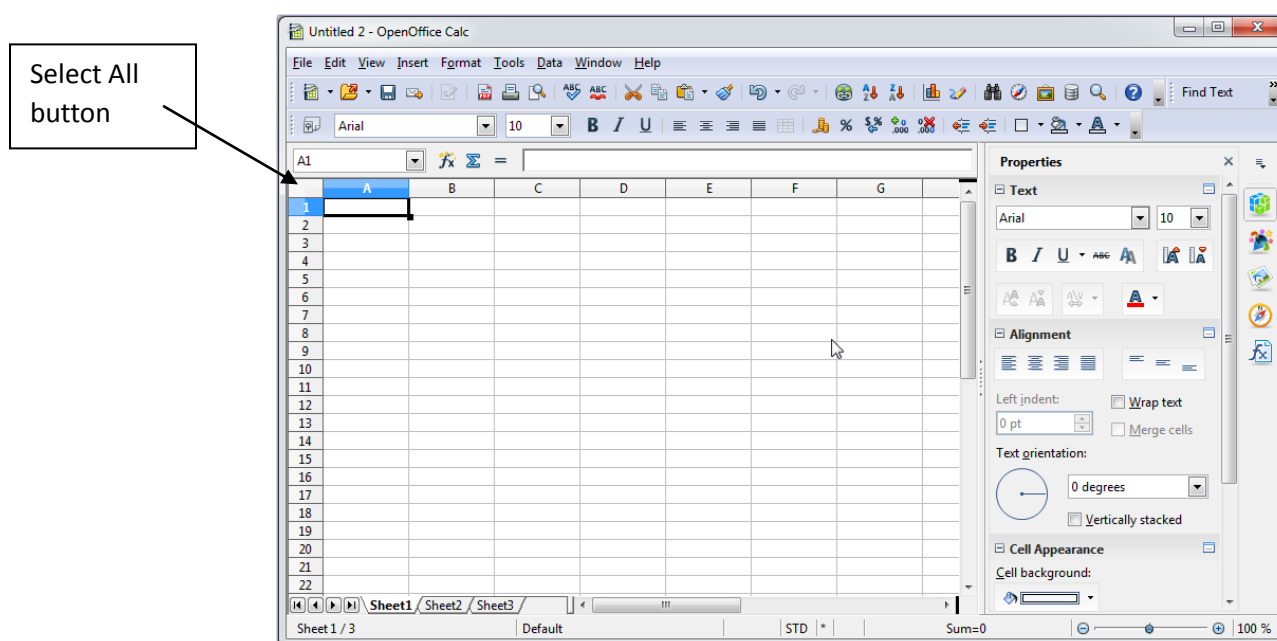 Select All
button
Untitled 2 - OpenOffice Calc
File Edit View Insert Format Tools Data Window Help
Find Text
Arial 10 B I U
A1 fx Σ =
A B C D E F G
1
2
3
4
5
6
7
8
9
10
11
12
13
14
15
16
17
18
19
20
21
22
Sheet1 Sheet2 Sheet3
Sheet 1 / 3 Default STD * Sum=0 100 %
Properties
Text
Arial 10
B I U ABC
Alignment
Left indent: Wrap text
0 pt Merge cells
Text orientation:
0 degrees
Vertically stacked
Cell Appearance
Cell background: